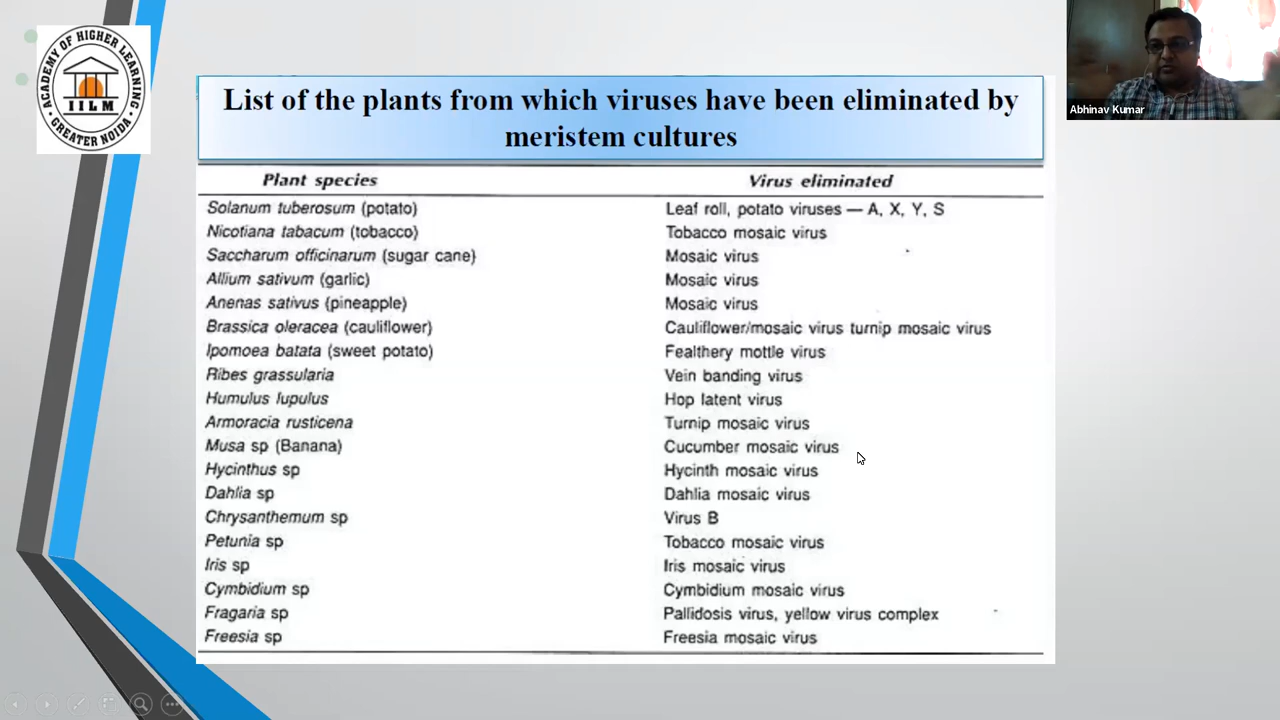 ACADEMY OF HIGHER LEARNING
IILM
GREATER NOIDA
Abhinav Kumar
List of the plants from which viruses have been eliminated by
meristem cultures
Plant species Virus eliminated
Solanum tuberosum (potato) Leaf roll, potato viruses — A, X, Y, S
Nicotiana tabacum (tobacco) Tobacco mosaic virus
Saccharum officinarum (sugar cane) Mosaic virus
Allium sativum (garlic) Mosaic virus
Anenas sativus (pineapple) Mosaic virus
Brassica oleracea (cauliflower) Cauliflower/mosaic virus turnip mosaic virus
Ipomoea batata (sweet potato) Fealthery mottle virus
Ribes grassularia Vein banding virus
Humulus lupulus Hop latent virus
Armoracia rusticena Turnip mosaic virus
Musa sp (Banana) Cucumber mosaic virus
Hycinthus sp Hycinth mosaic virus
Dahlia sp Dahlia mosaic virus
Chrysanthemum sp Virus B
Petunia sp Tobacco mosaic virus
Iris sp Iris mosaic virus
Cymbidium sp Cymbidium mosaic virus
Fragaria sp Pallidosis virus, yellow virus complex
Freesia sp Freesia mosaic virus